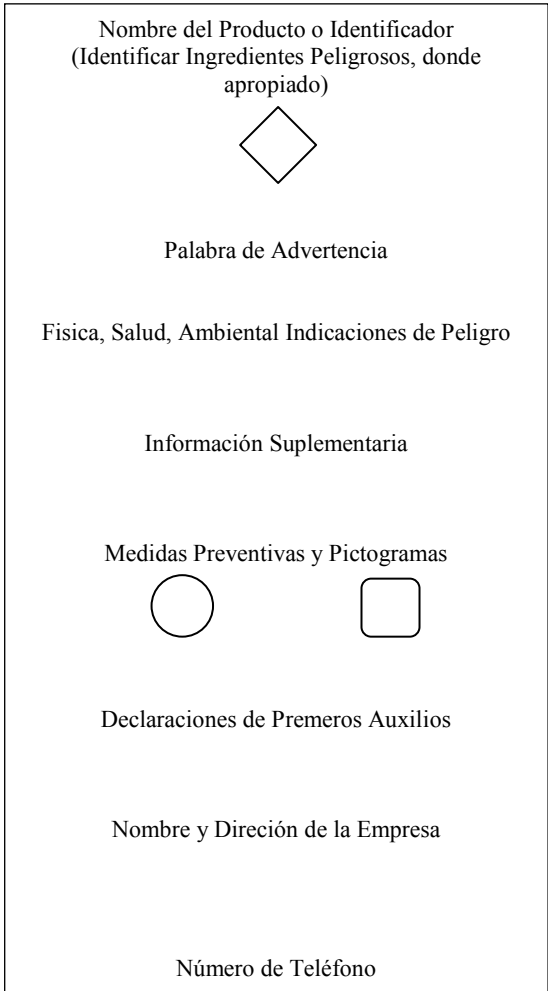 Nombre del Producto o Identificador
(Identificar Ingredientes Peligrosos, donde
apropiado)
Palabra de Advertencia
Fisica, Salud, Ambiental Indicaciones de Peligro
Información Suplementaria
Medidas Preventivas y Pictogramas
Declaraciones de Premeros Auxilios
Nombre y Direción de la Empresa
Número de Teléfono